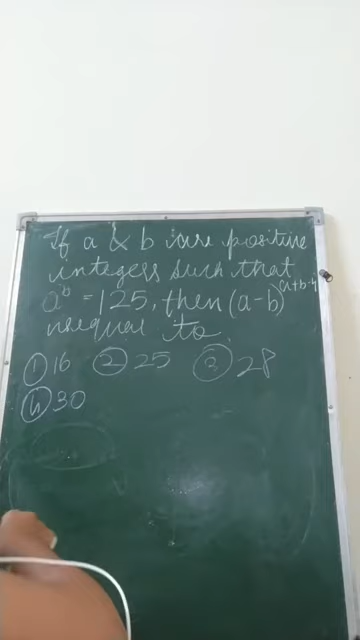 If a & b are positive
integers such that
a^b = 125, then (a-b)^a+b-4
is equal to
① 16 ② 25 ③ 28
④ 30